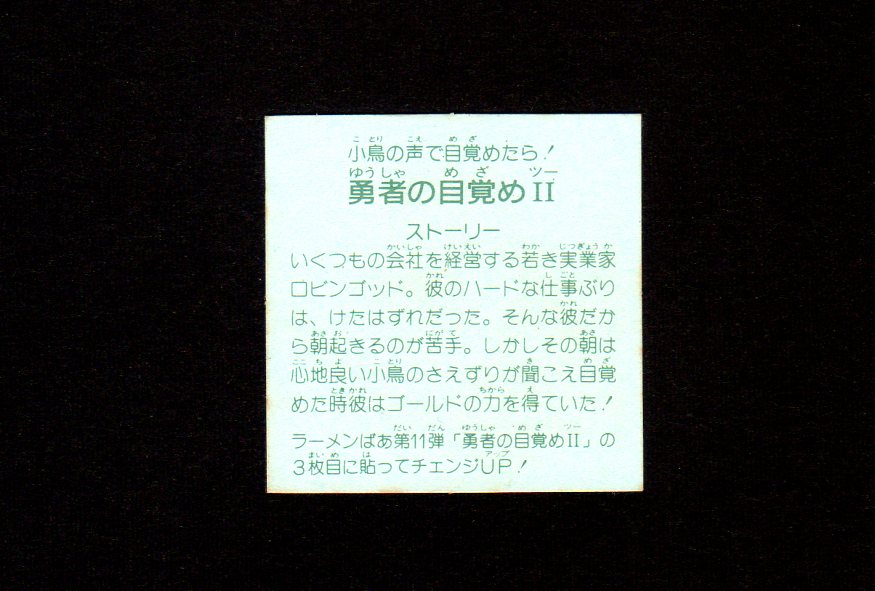 小鳥の声で目覚めたら!
勇者の目覚めII
ストーリー
いくつもの会社を経営する若き実業家
ロビンゴッド。彼のハードな仕事ぶり
は、けたはずれだった。そんな彼だか
ら朝起きるのが苦手。しかしその朝は
心地良い小鳥のさえずりが聞こえ目覚
めた時彼はゴールドの力を得ていた!
ラーメンばあ第11弾「勇者の目覚めII」の
3枚目に貼ってチェンジUP!